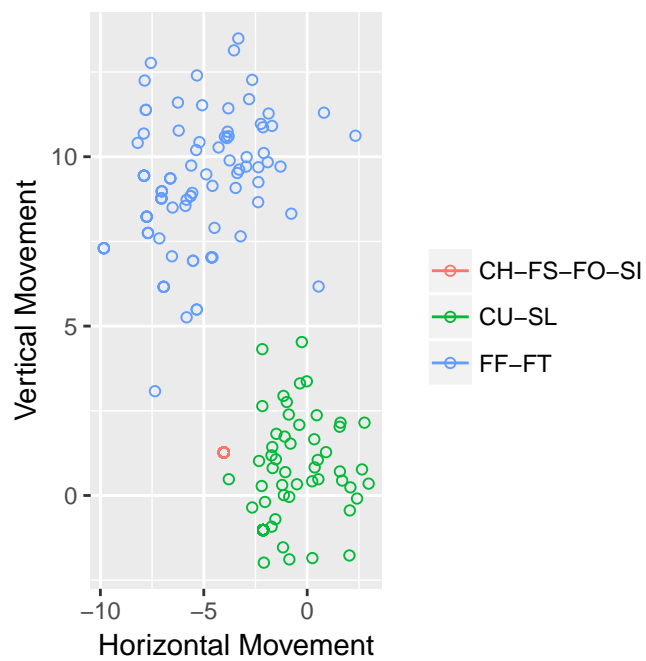 Vertical Movement
10
5
0
−10
−5
0
Horizontal Movement
CH−FS−FO−SI
CU−SL
FF−FT